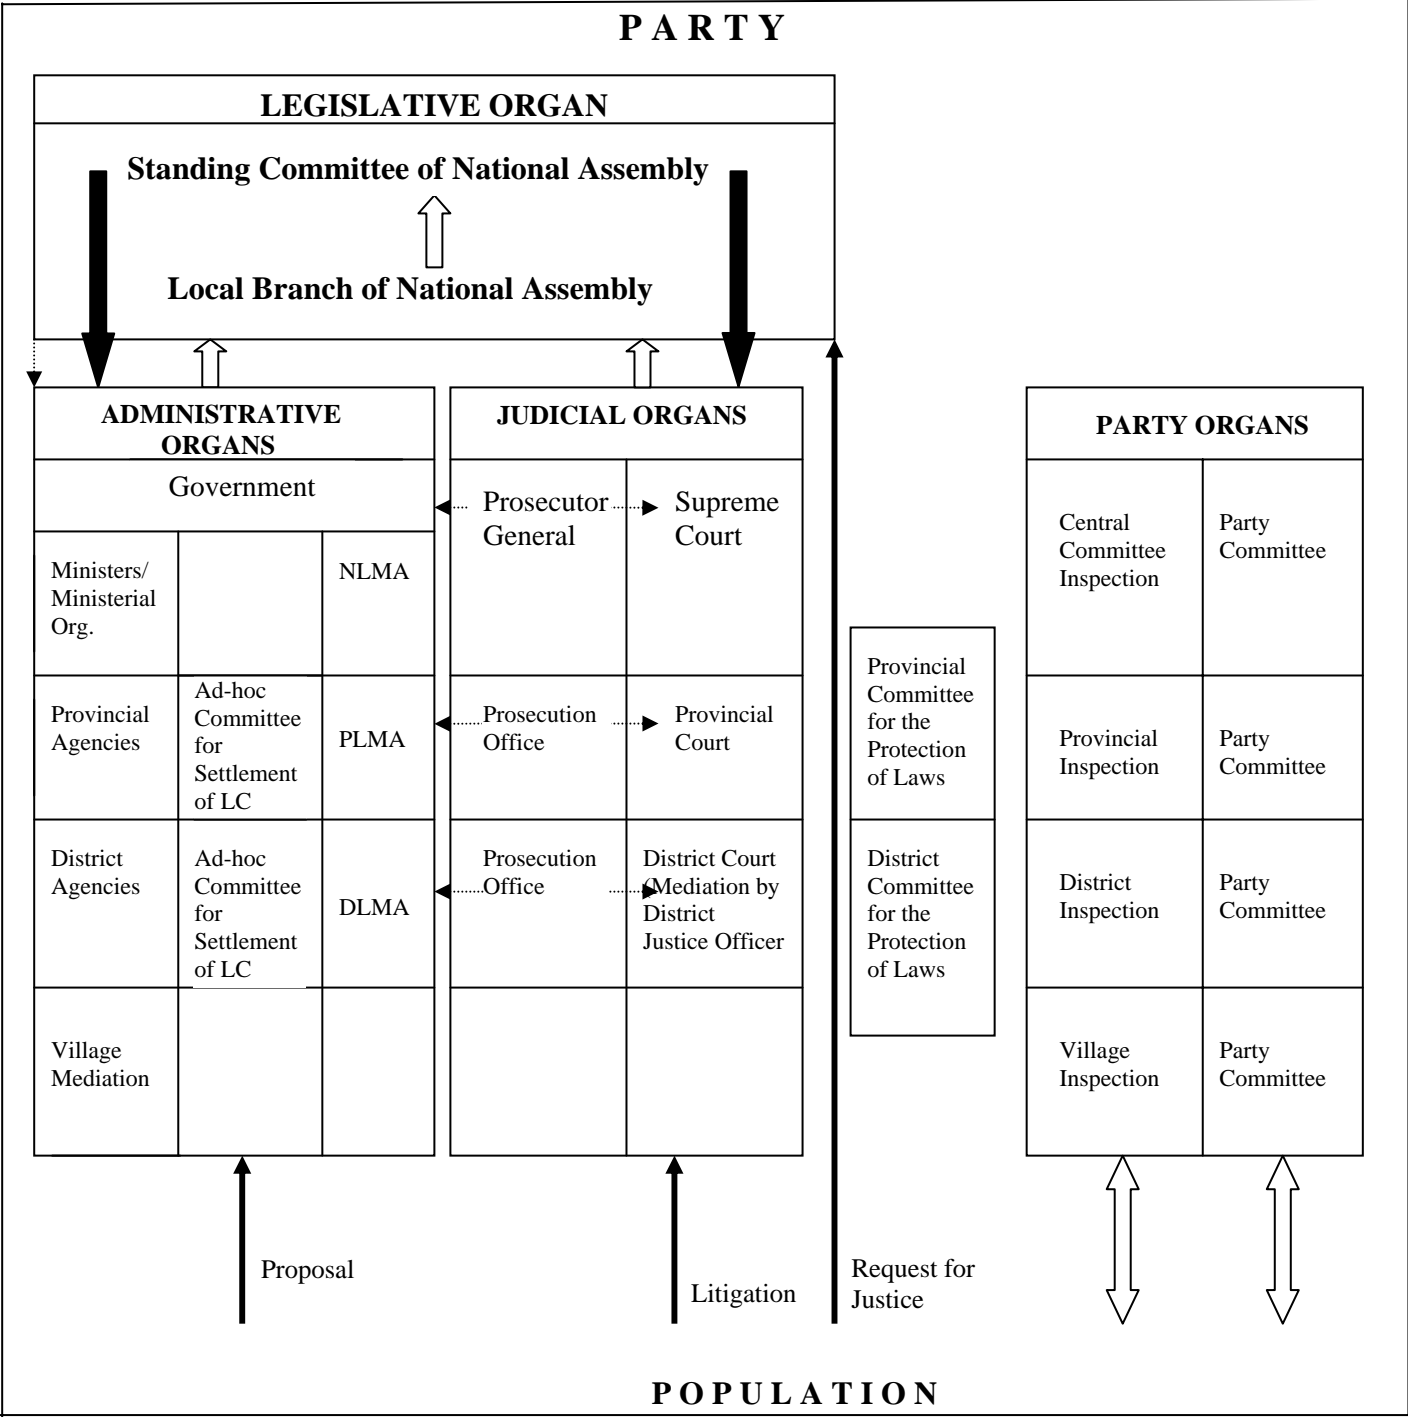 P A R T Y
LEGISLATIVE ORGAN
Standing Committee of National Assembly
Local Branch of National Assembly
ADMINISTRATIVE
ORGANS
Government
Ministers/
Ministerial
Org.
NLMA
Provincial
Agencies
Ad-hoc
Committee
for
Settlement
of LC
PLMA
District
Agencies
Ad-hoc
Committee
for
Settlement
of LC
DLMA
Village
Mediation
JUDICIAL ORGANS
Prosecutor
General
Supreme
Court
Prosecution
Office
Provincial
Court
Prosecution
Office
District Court
(Mediation by
District
Justice Officer
Provincial
Committee
for the
Protection
of Laws
District
Committee
for the
Protection
of Laws
PARTY ORGANS
Central
Committee
Inspection
Party
Committee
Provincial
Inspection
Party
Committee
District
Inspection
Party
Committee
Village
Inspection
Party
Committee
Proposal
Litigation
Request for
Justice
P O P U L A T I O N